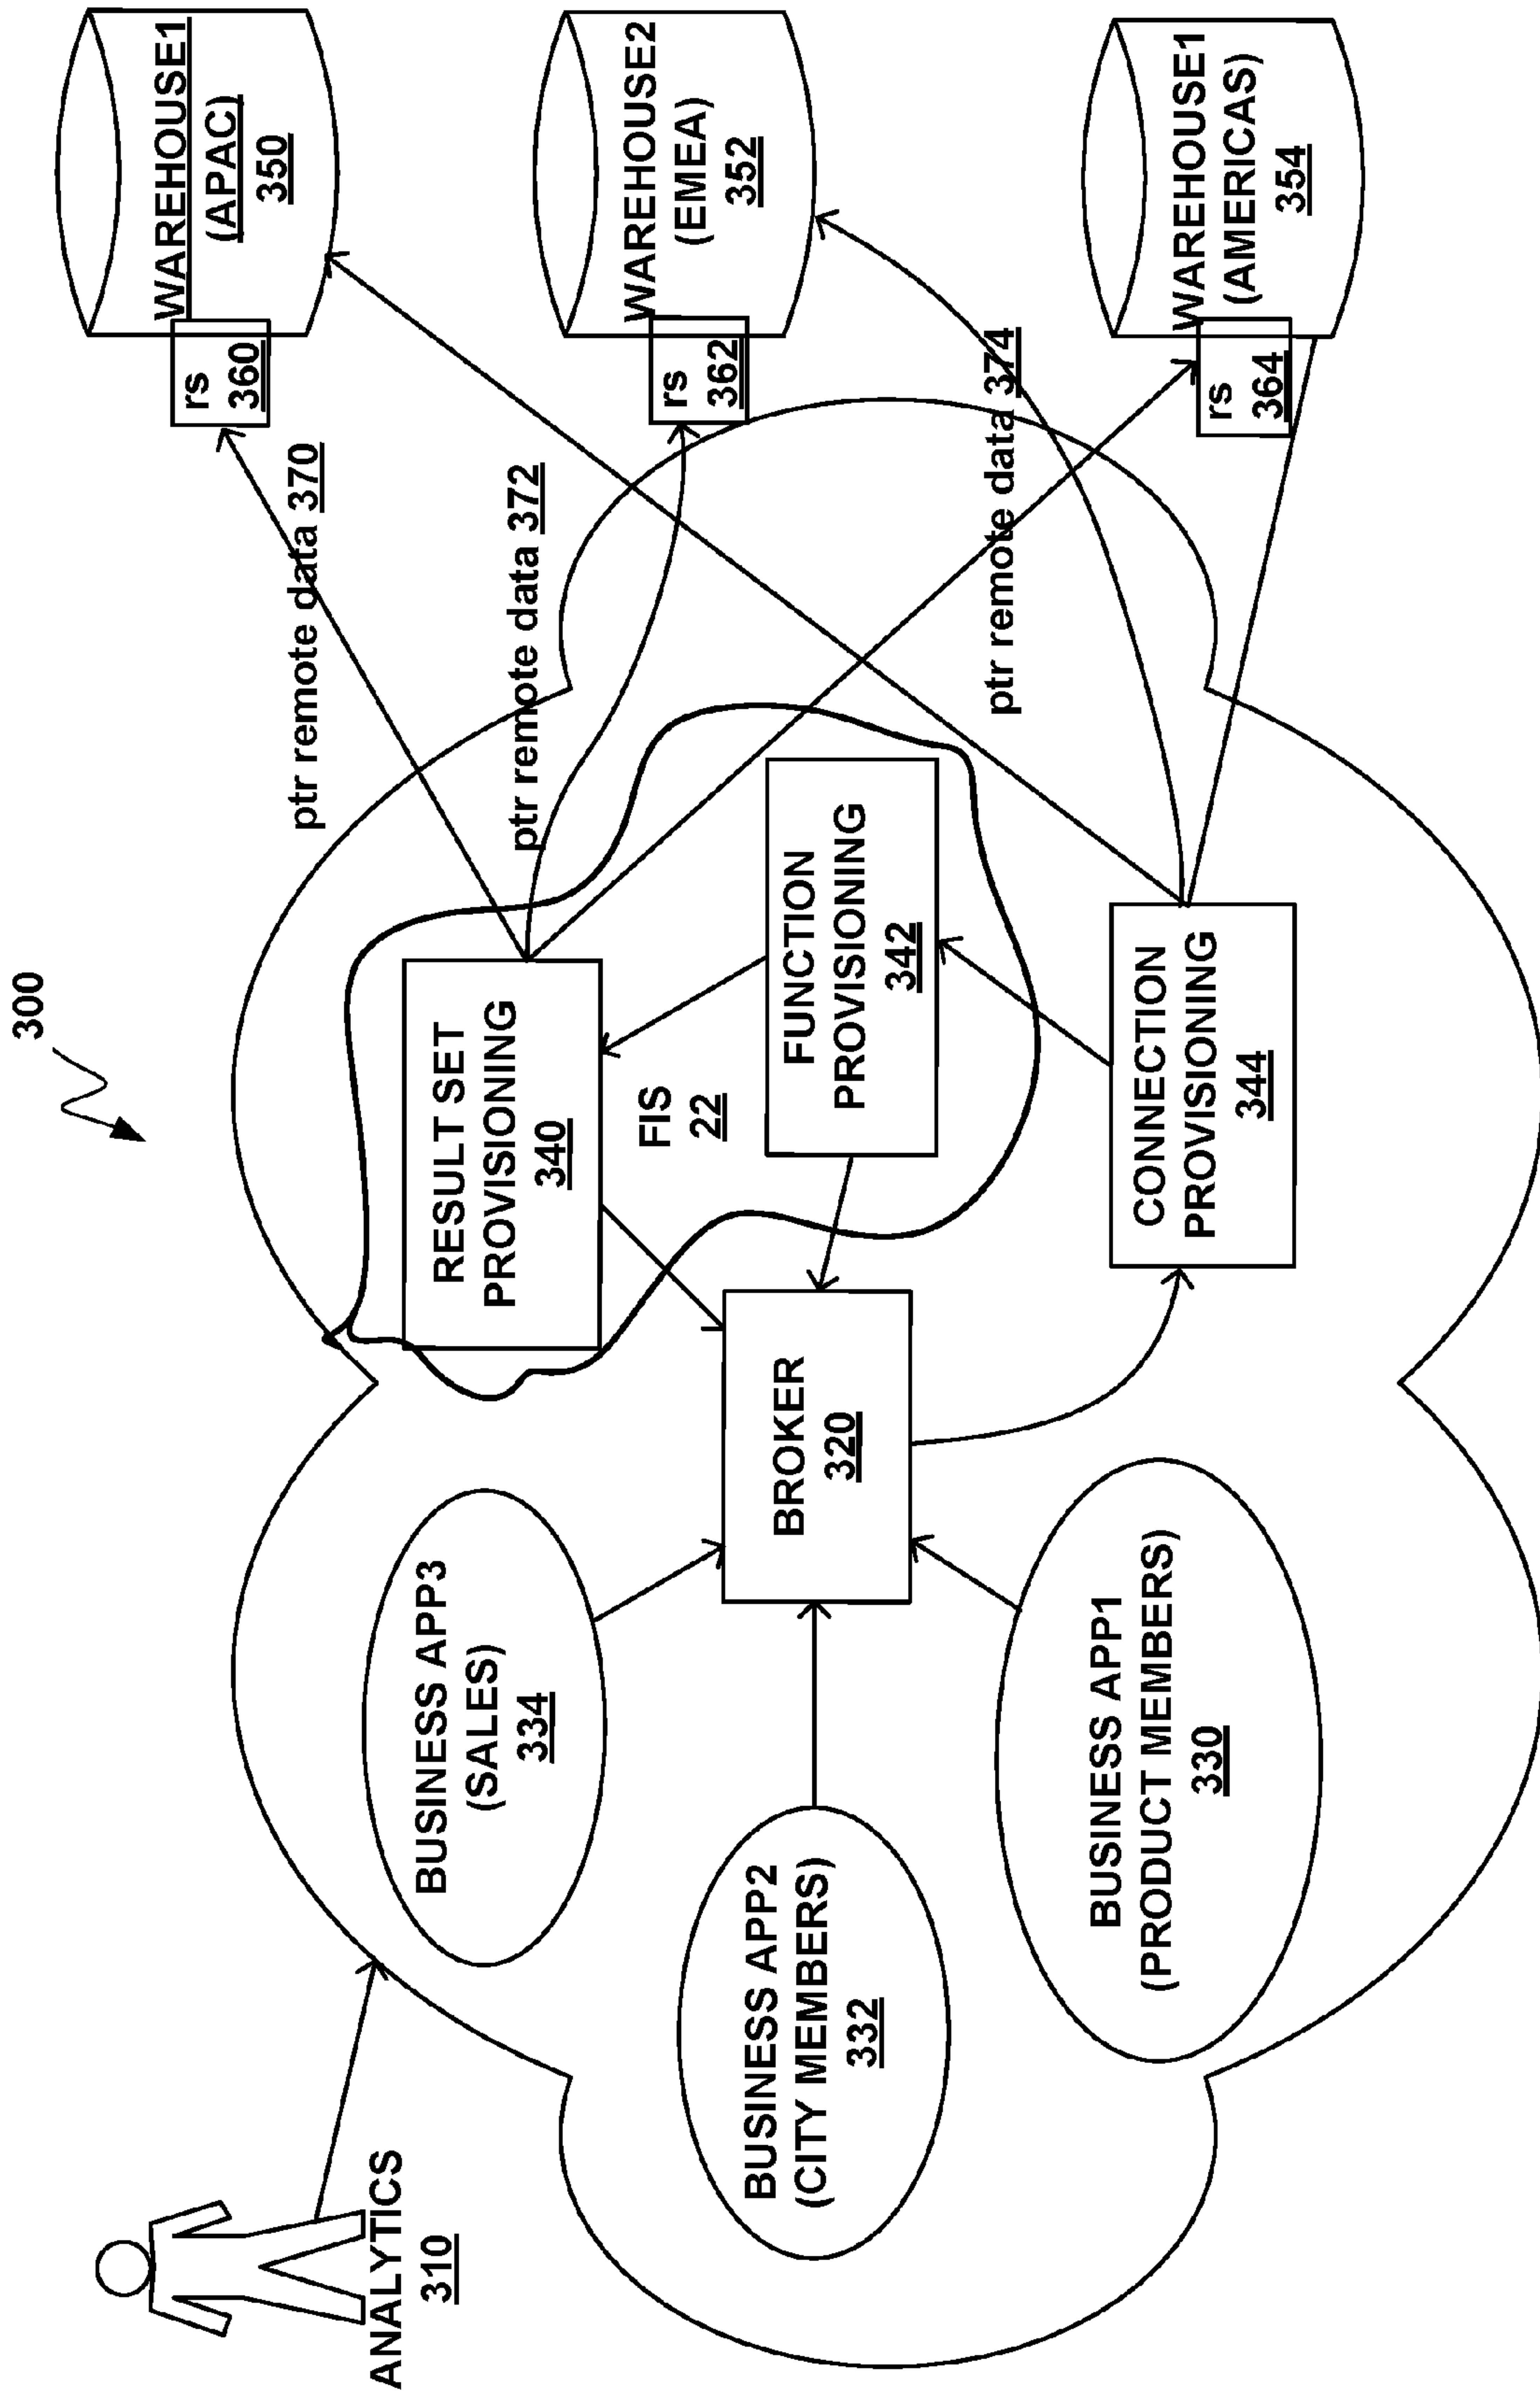 300
ANALYTICS
310
BUSINESS APP3
(SALES)
334
BUSINESS APP2
(CITY MEMBERS)
332
BUSINESS APP1
(PRODUCT MEMBERS)
330
BROKER
320
RESULT SET
PROVISIONING
340
FIS
22
FUNCTION
PROVISIONING
342
CONNECTION
PROVISIONING
344
ptr remote data 370
ptr remote data 372
ptr remote data 374
rs
360
WAREHOUSE1
(APAC)
350
rs
362
WAREHOUSE2
(EMEA)
352
rs
364
WAREHOUSE1
(AMERICAS)
354